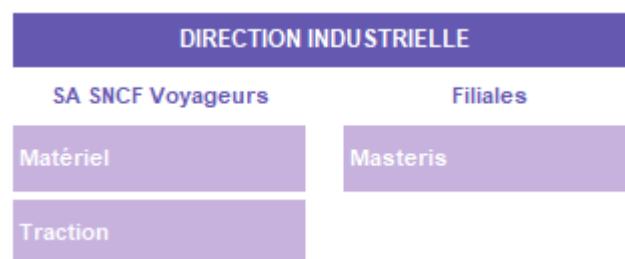 DIRECTION INDUSTRIELLE
SA SNCF Voyageurs
Filiales
Matériel
Masteris
Traction